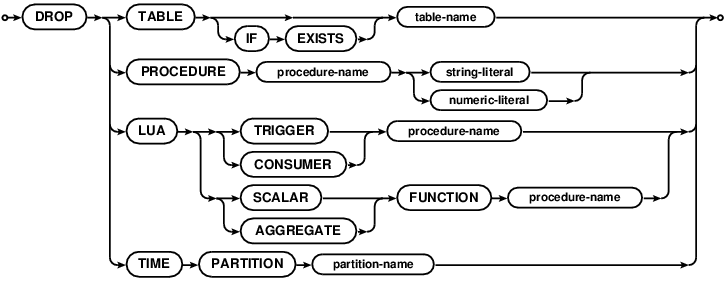 DROP TABLE IF EXISTS table-name
PROCEDURE procedure-name string-literal
numeric-literal
LUA TRIGGER procedure-name
CONSUMER
SCALAR FUNCTION procedure-name
AGGREGATE
TIME PARTITION partition-name